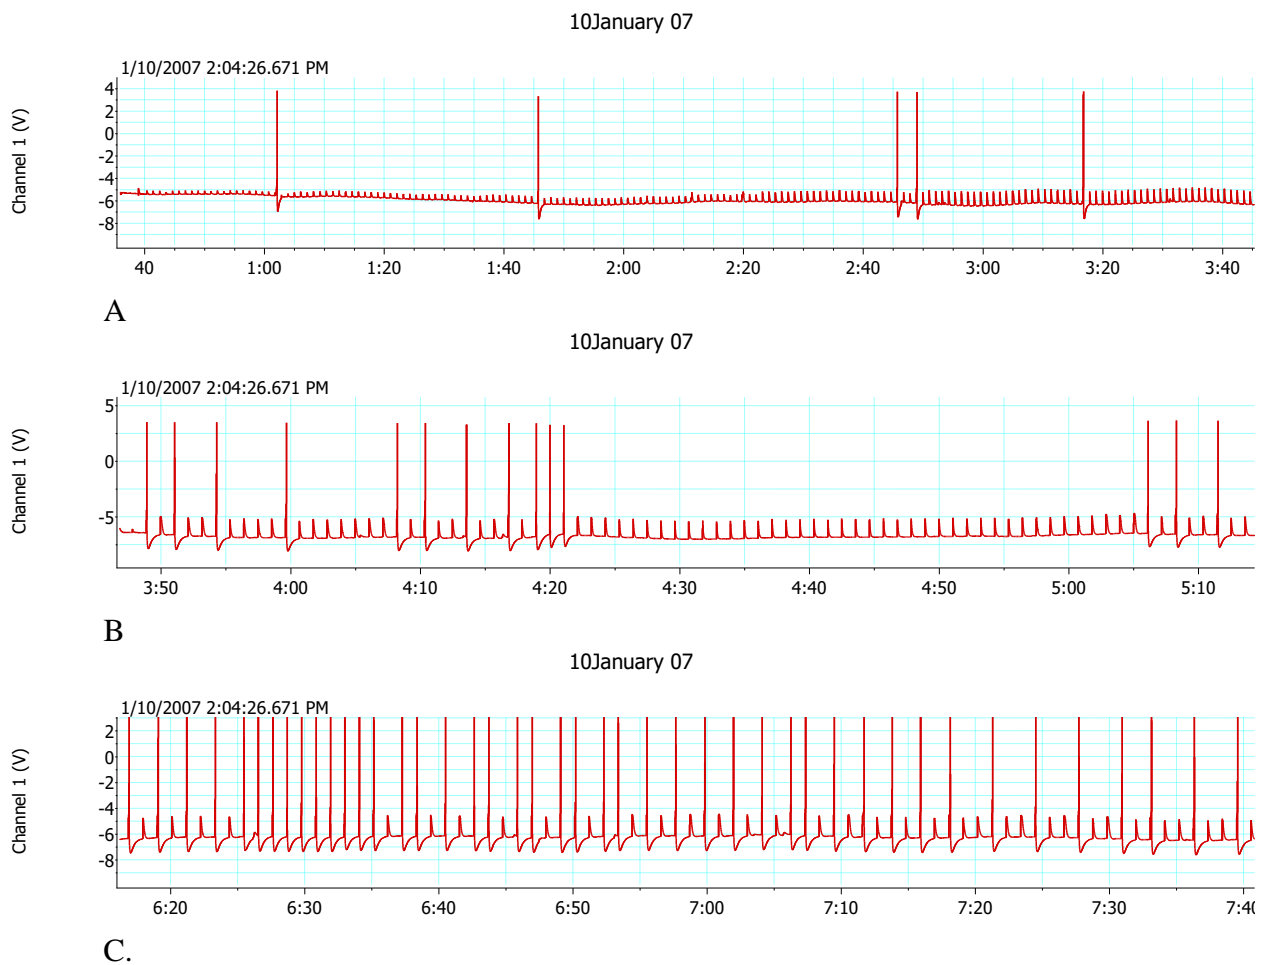 10January 07
1/10/2007 2:04:26.671 PM
Channel 1 (V)
4
2
0
-2
-4
-6
-8
40 1:00 1:20 1:40 2:00 2:20 2:40 3:00 3:20 3:40
A
10January 07
1/10/2007 2:04:26.671 PM
Channel 1 (V)
5
0
-5
3:50 4:00 4:10 4:20 4:30 4:40 4:50 5:00 5:10
B
10January 07
1/10/2007 2:04:26.671 PM
Channel 1 (V)
2
0
-2
-4
-6
-8
6:20 6:30 6:40 6:50 7:00 7:10 7:20 7:30 7:40
C.